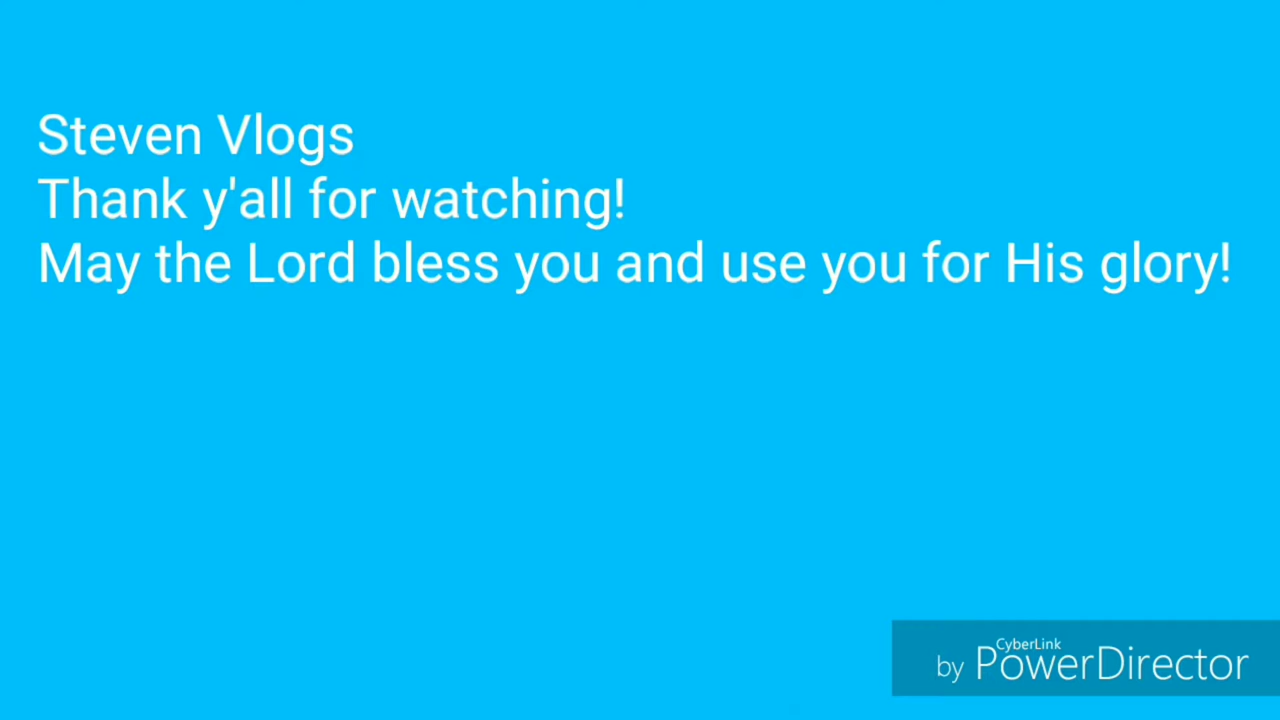 Steven Vlogs
Thank y'all for watching!
May the Lord bless you and use you for His glory!
CyberLink
by PowerDirector